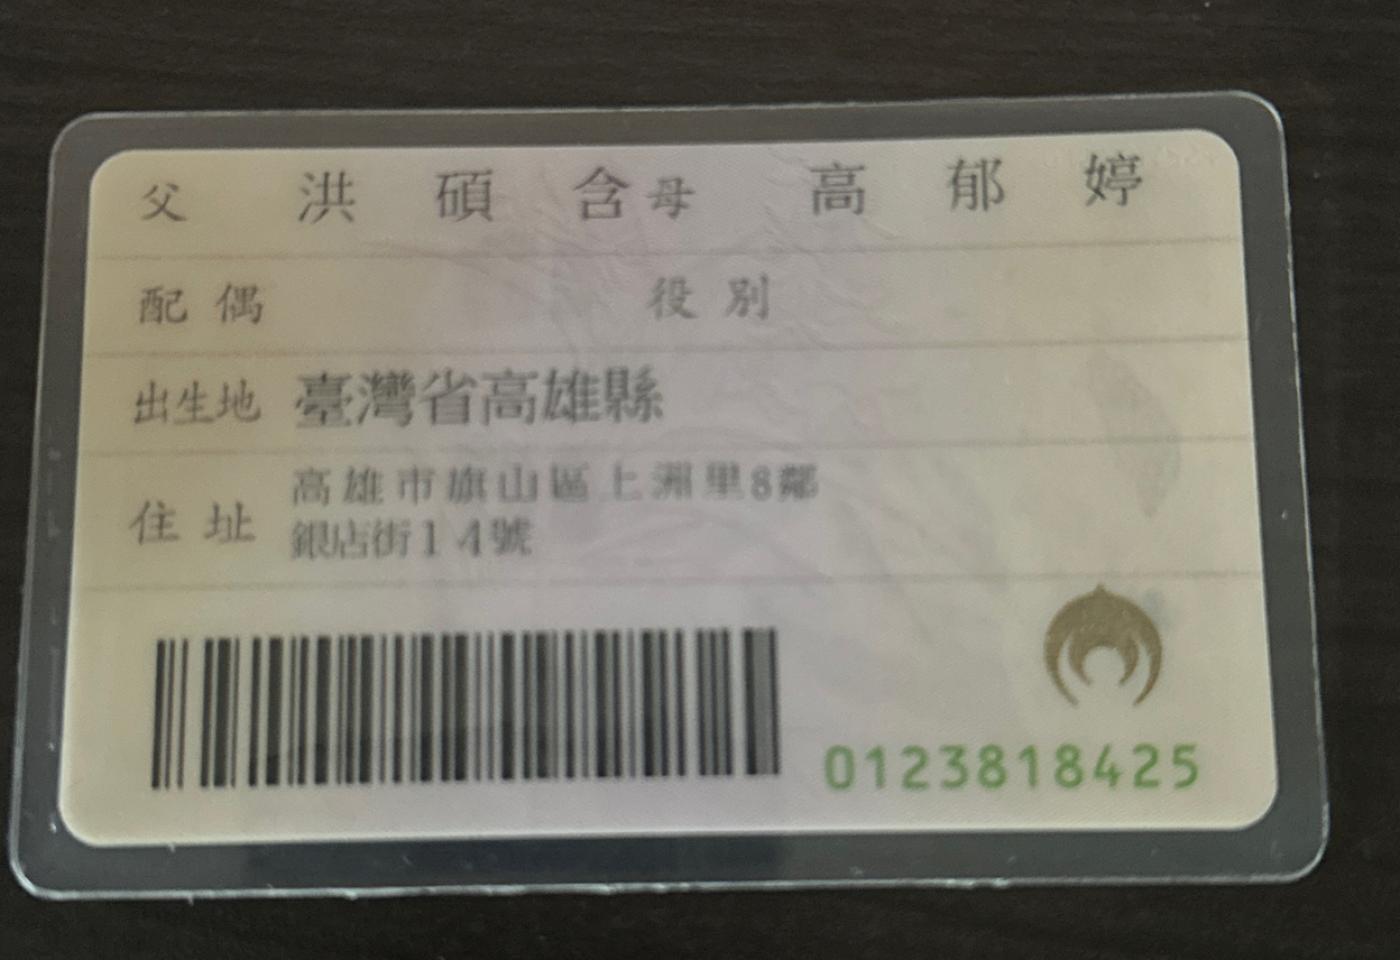 父 洪碩含 母 高郁婷
配偶 役別
出生地 臺灣省高雄縣
住址 高雄市旗山區上洲里8鄰
銀店街14號
0123818425